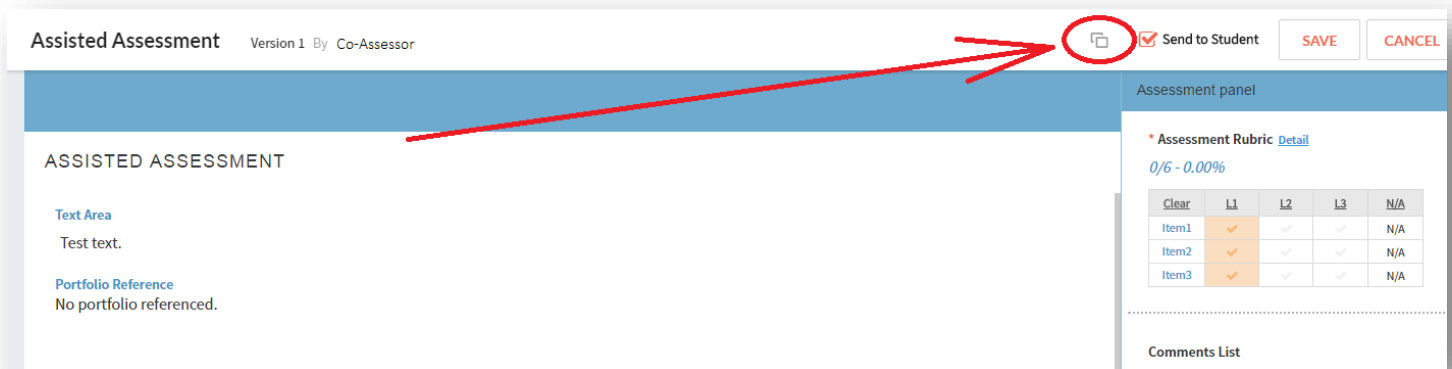 Assisted Assessment Version 1 By Co-Assessor Send to Student SAVE CANCEL
Assessment panel
ASSISTED ASSESSMENT
Text Area
Test text.
Portfolio Reference
No portfolio referenced.
* Assessment Rubric Detail
0/6 - 0.00%
Clear L1 L2 L3 N/A
Item1 N/A
Item2 N/A
Item3 N/A
Comments List